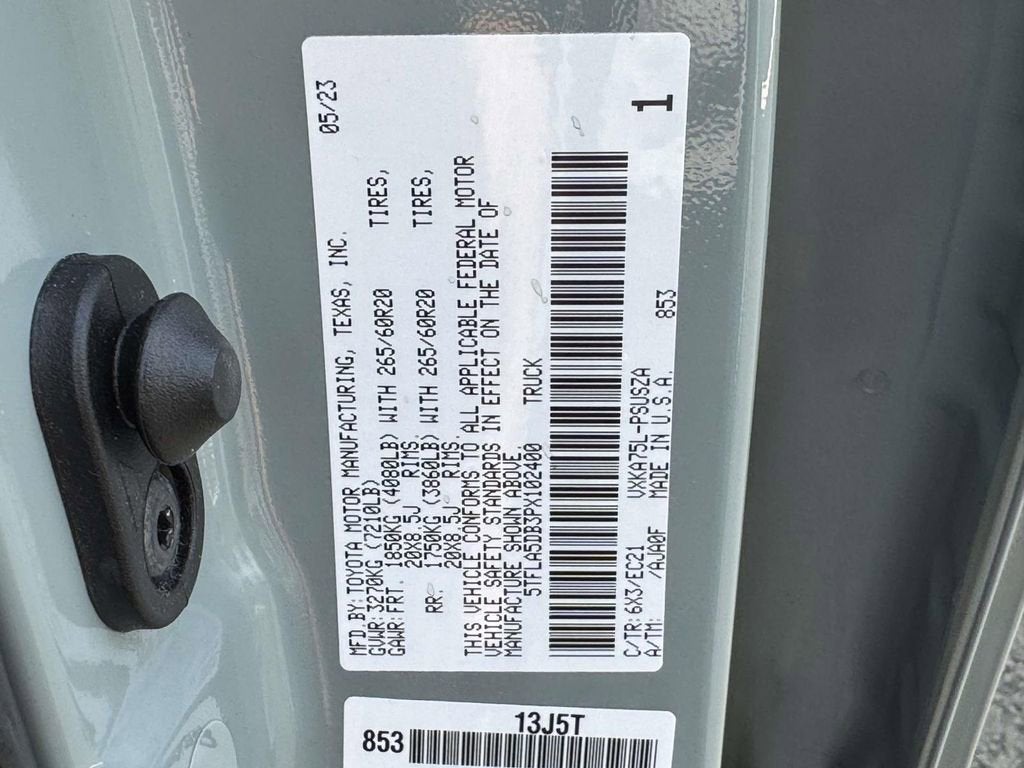 05/23
MFD BY:TOYOTA MOTOR MANUFACTURING, TEXAS, INC.
GVWR:3270KG (7210LB)
GAWR:FRT. 1850KG (4080LB) WITH 265/60R20 TIRES,
20X8.5J RIMS.
RR. 1750KG (3860LB) WITH 265/60R20 TIRES,
20X8.5J RIMS.
THIS VEHICLE CONFORMS TO ALL APPLICABLE FEDERAL MOTOR
VEHICLE SAFETY STANDARDS IN EFFECT ON THE DATE OF
MANUFACTURE SHOWN ABOVE.
5TFLA5DB3PX102400 TRUCK
C/TR:6X3/EC21 VXKA75L-PSUSZA
A/TM: /AJA0F MADE IN U.S.A. 853
1
13J5T
853